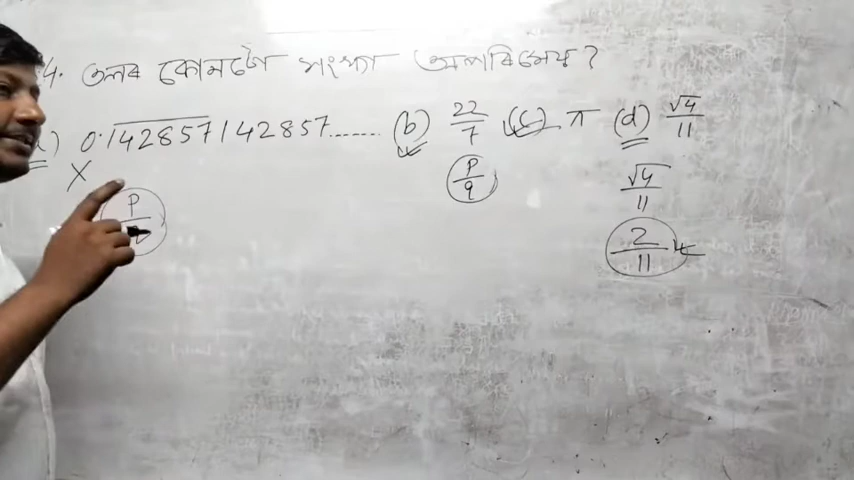 4. তলৰ কোনটো সংখ্যা অপৰিমেয়?
) 0.142857142857...... (b) 22/7 (c) π (d) √4/11
X P P/q √4/11
2/11